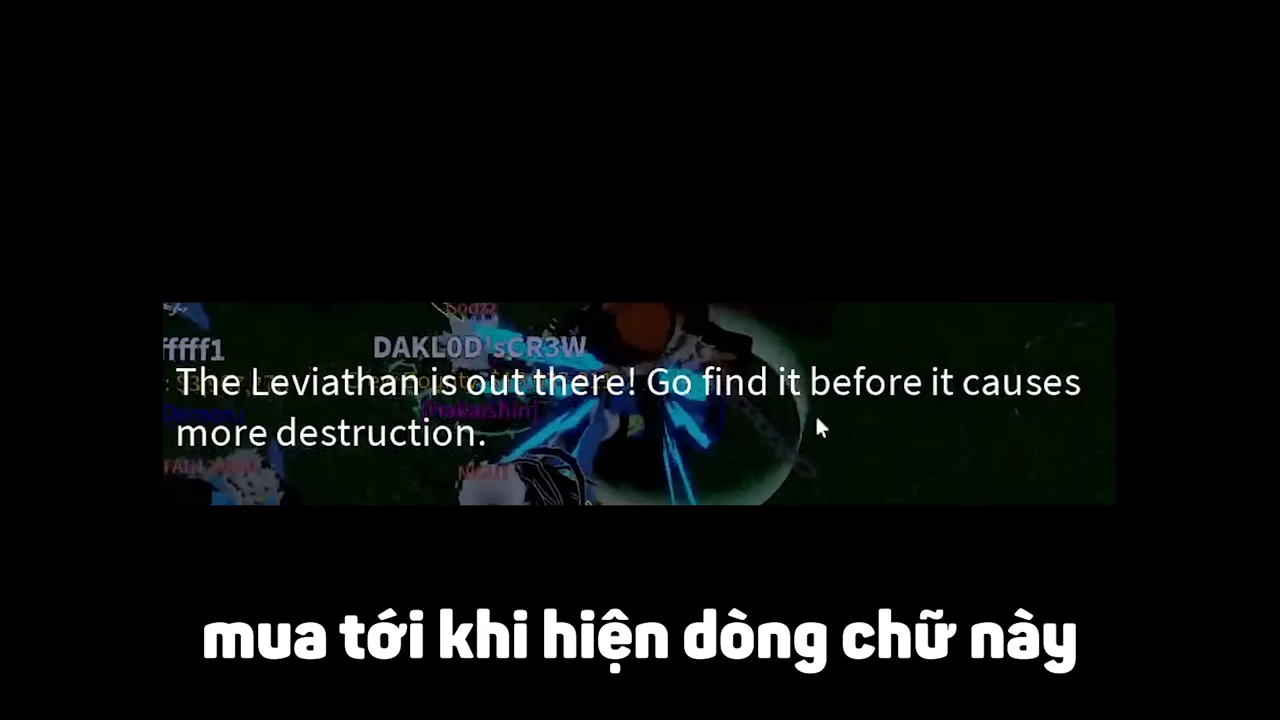 fffff1
DAKL0D'sCR3W
The Leviathan is out there! Go find it before it causes
more destruction.
mua tới khi hiện dòng chữ này